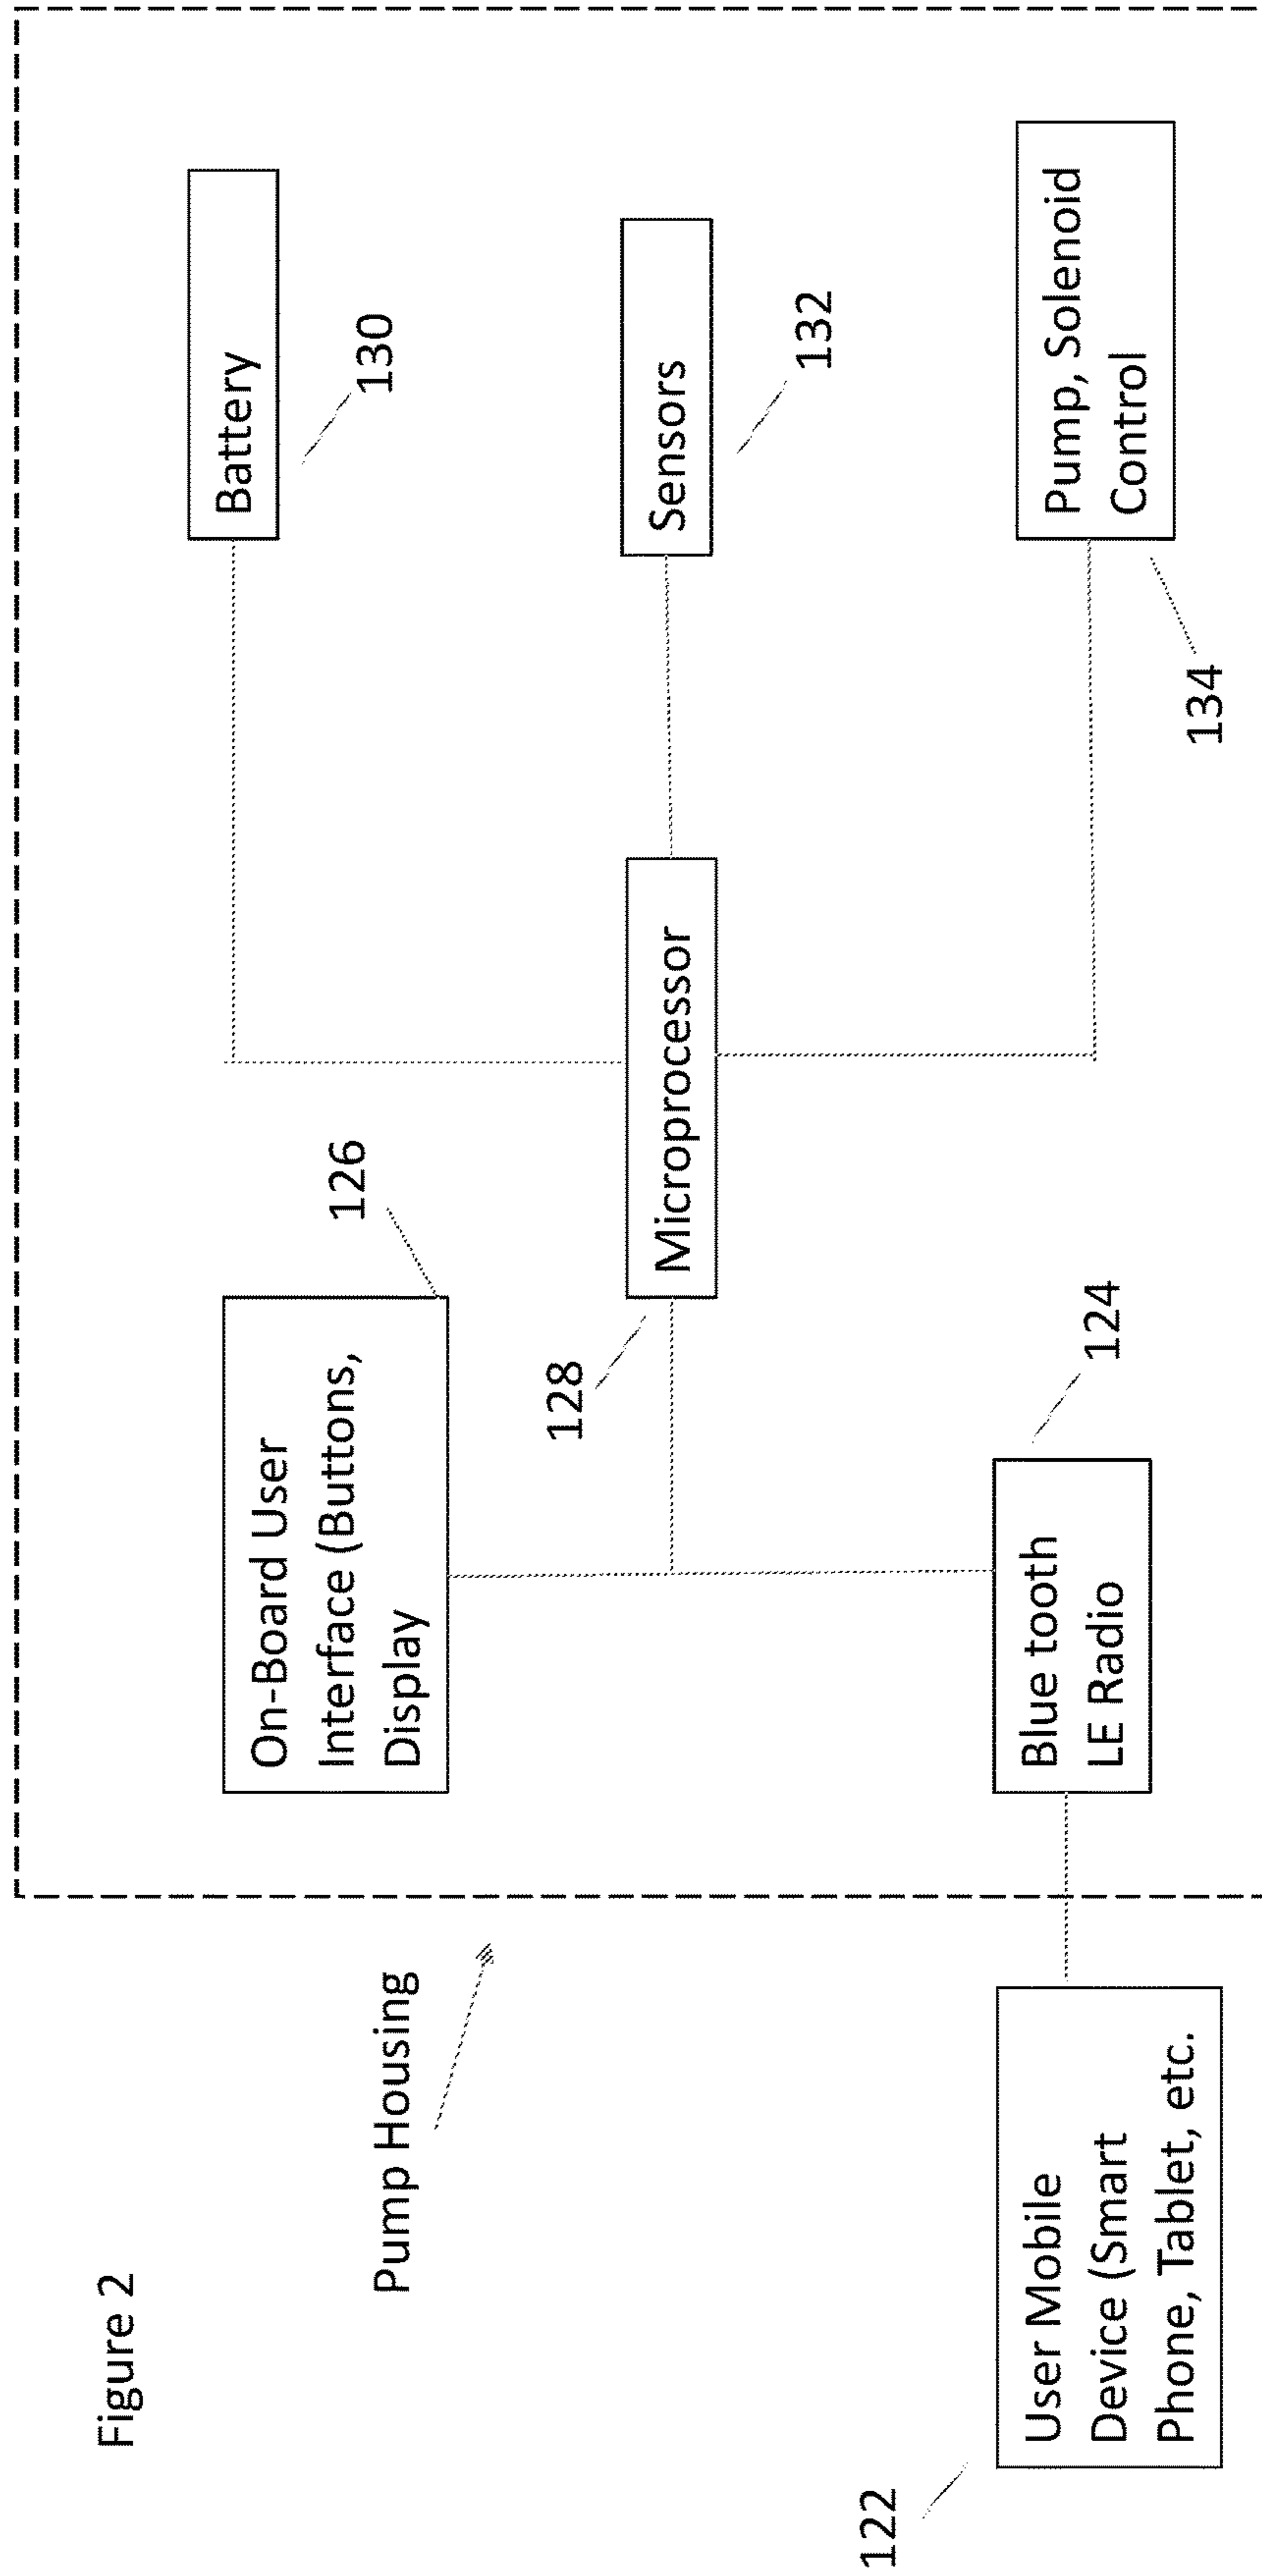 Figure 2
Pump Housing
122
User Mobile
Device (Smart
Phone, Tablet, etc.
On-Board User
Interface (Buttons,
Display
126
Blue tooth
LE Radio
124
128
Microprocessor
Battery
130
Sensors
132
Pump, Solenoid
Control
134